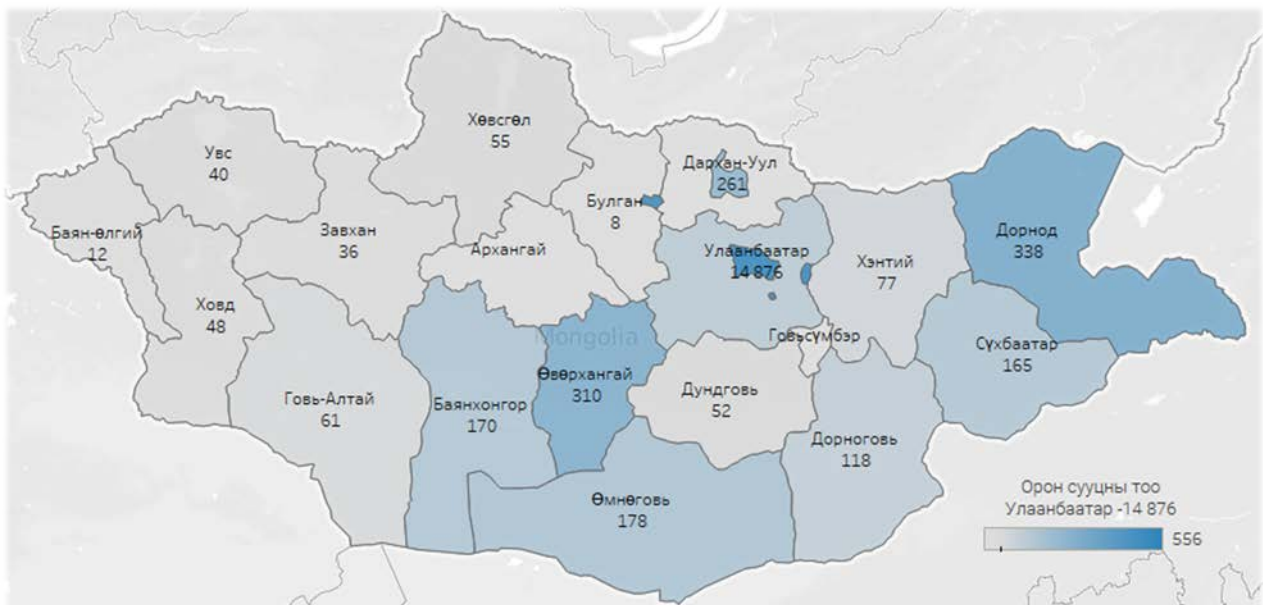 Хөвсгөл
55
Увс
40
Дархан-Уул
261
Булган
8
Баян-өлгий
12
Завхан
36
Архангай
Улаанбаатар
14 876
Хэнтий
77
Дорнод
338
Ховд
48
Mongolia
Говьсүмбэр
Сүхбаатар
165
Говь-Алтай
61
Баянхонгор
170
Өвөрхангай
310
Дундговь
52
Дорноговь
118
Өмнөговь
178
Орон сууцны тоо
Улаанбаатар -14 876
556